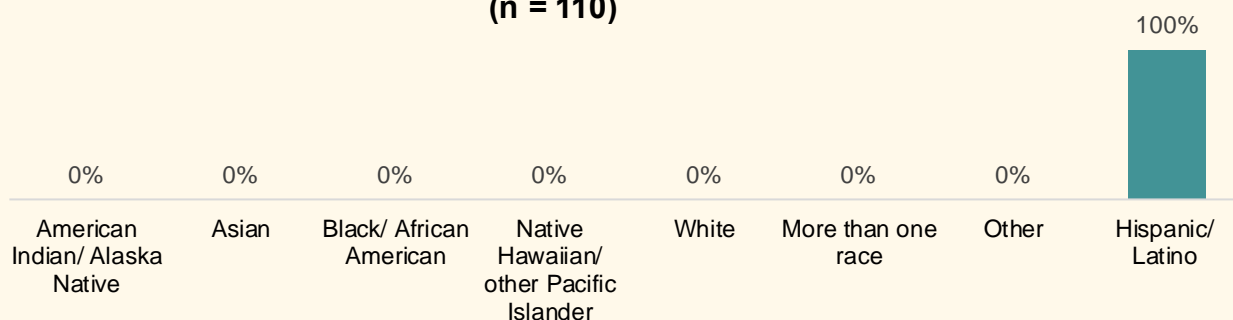 (n = 110)
100%
0%
0%
0%
0%
0%
0%
0%
American
Indian/ Alaska
Native
Asian
Black/ African
American
Native
Hawaiian/
other Pacific
Islander
White
More than one
race
Other
Hispanic/
Latino